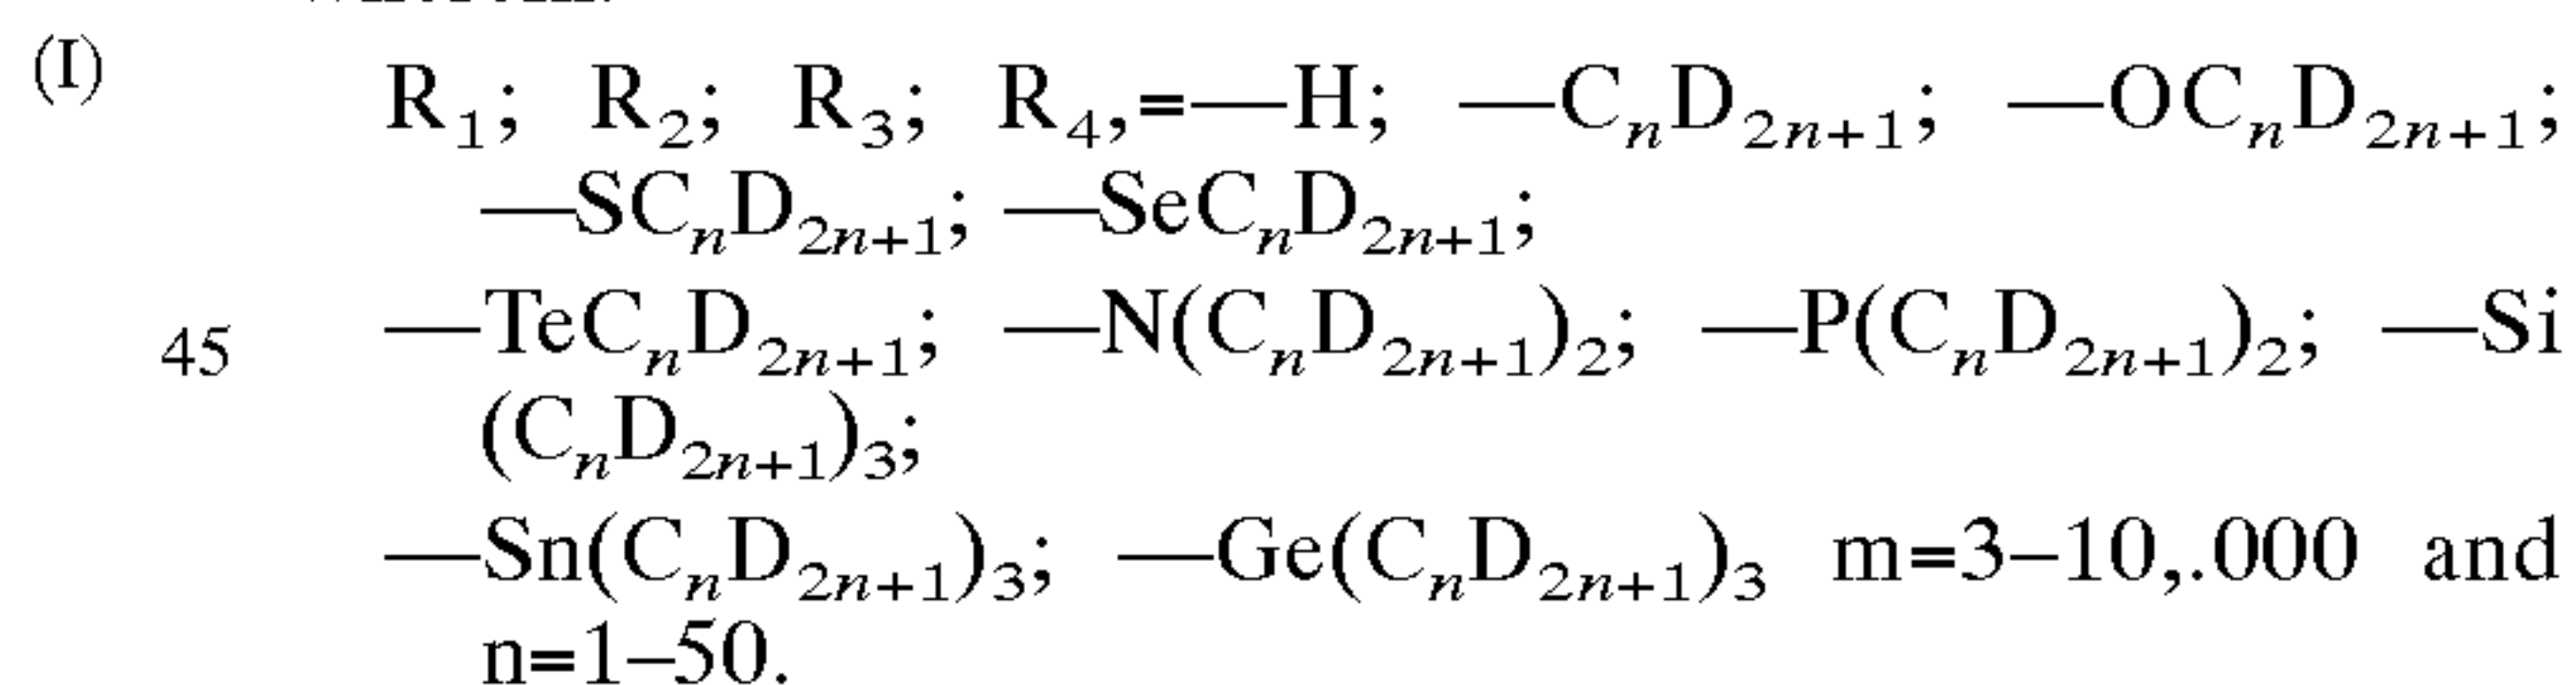 (I)
R₁; R₂; R₃; R₄,=—H; —CₙD₂ₙ₊₁; —OCₙD₂ₙ₊₁;
—SCₙD₂ₙ₊₁; —SeCₙD₂ₙ₊₁;
45 —TeCₙD₂ₙ₊₁; —N(CₙD₂ₙ₊₁)₂; —P(CₙD₂ₙ₊₁)₂; —Si
(CₙD₂ₙ₊₁)₃;
—Sn(CₙD₂ₙ₊₁)₃; —Ge(CₙD₂ₙ₊₁)₃ m=3–10,.000 and
n=1–50.